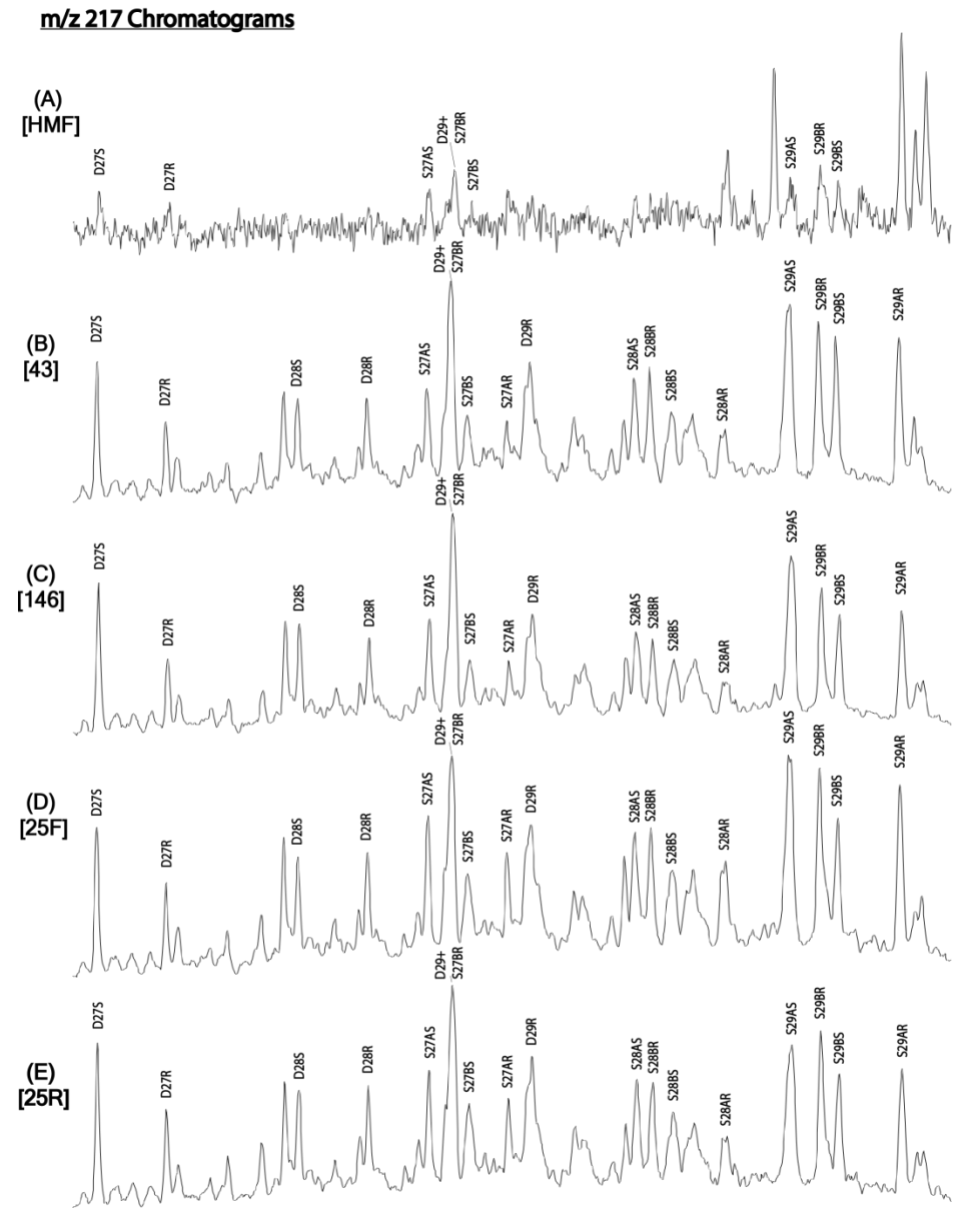 m/z 217 Chromatograms
(A)
[HMF]
D27S
D27R
S27AS
D29+
S27BR
S27BS
S29AS
S29BR
S29BS
(B)
[43]
D27S
D27R
D28S
D28R
S27AS
D29+
S27BR
S27BS
S27AR
D29R
S28AS
S28BR
S28BS
S28AR
S29AS
S29BR
S29BS
S29AR
(C)
[146]
D27S
D27R
D28S
D28R
S27AS
D29+
S27BR
S27BS
S27AR
D29R
S28AS
S28BR
S28BS
S28AR
S29AS
S29BR
S29BS
S29AR
(D)
[25F]
D27S
D27R
D28S
D28R
S27AS
D29+
S27BR
S27BS
S27AR
D29R
S28AS
S28BR
S28BS
S28AR
S29AS
S29BR
S29BS
S29AR
(E)
[25R]
D27S
D27R
D28S
D28R
S27AS
D29+
S27BR
S27BS
S27AR
D29R
S28AS
S28BR
S28BS
S28AR
S29AS
S29BR
S29BS
S29AR